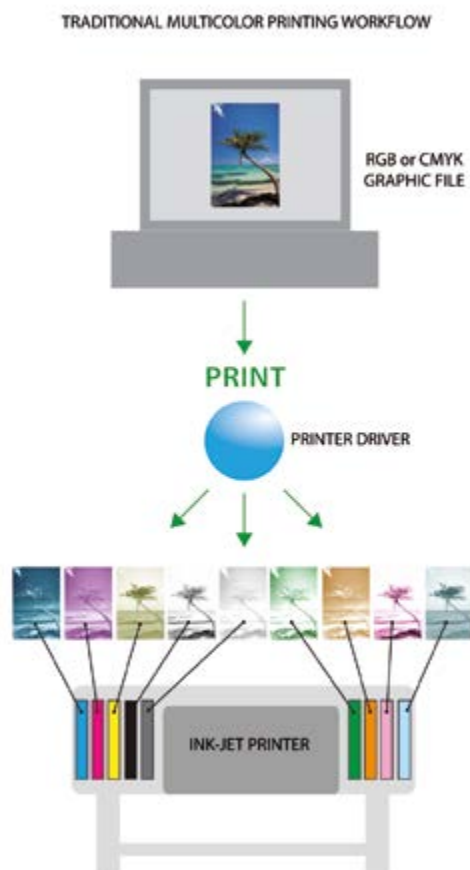 TRADITIONAL MULTICOLOR PRINTING WORKFLOW
RGB or CMYK
GRAPHIC FILE
PRINT
PRINTER DRIVER
INK-JET PRINTER